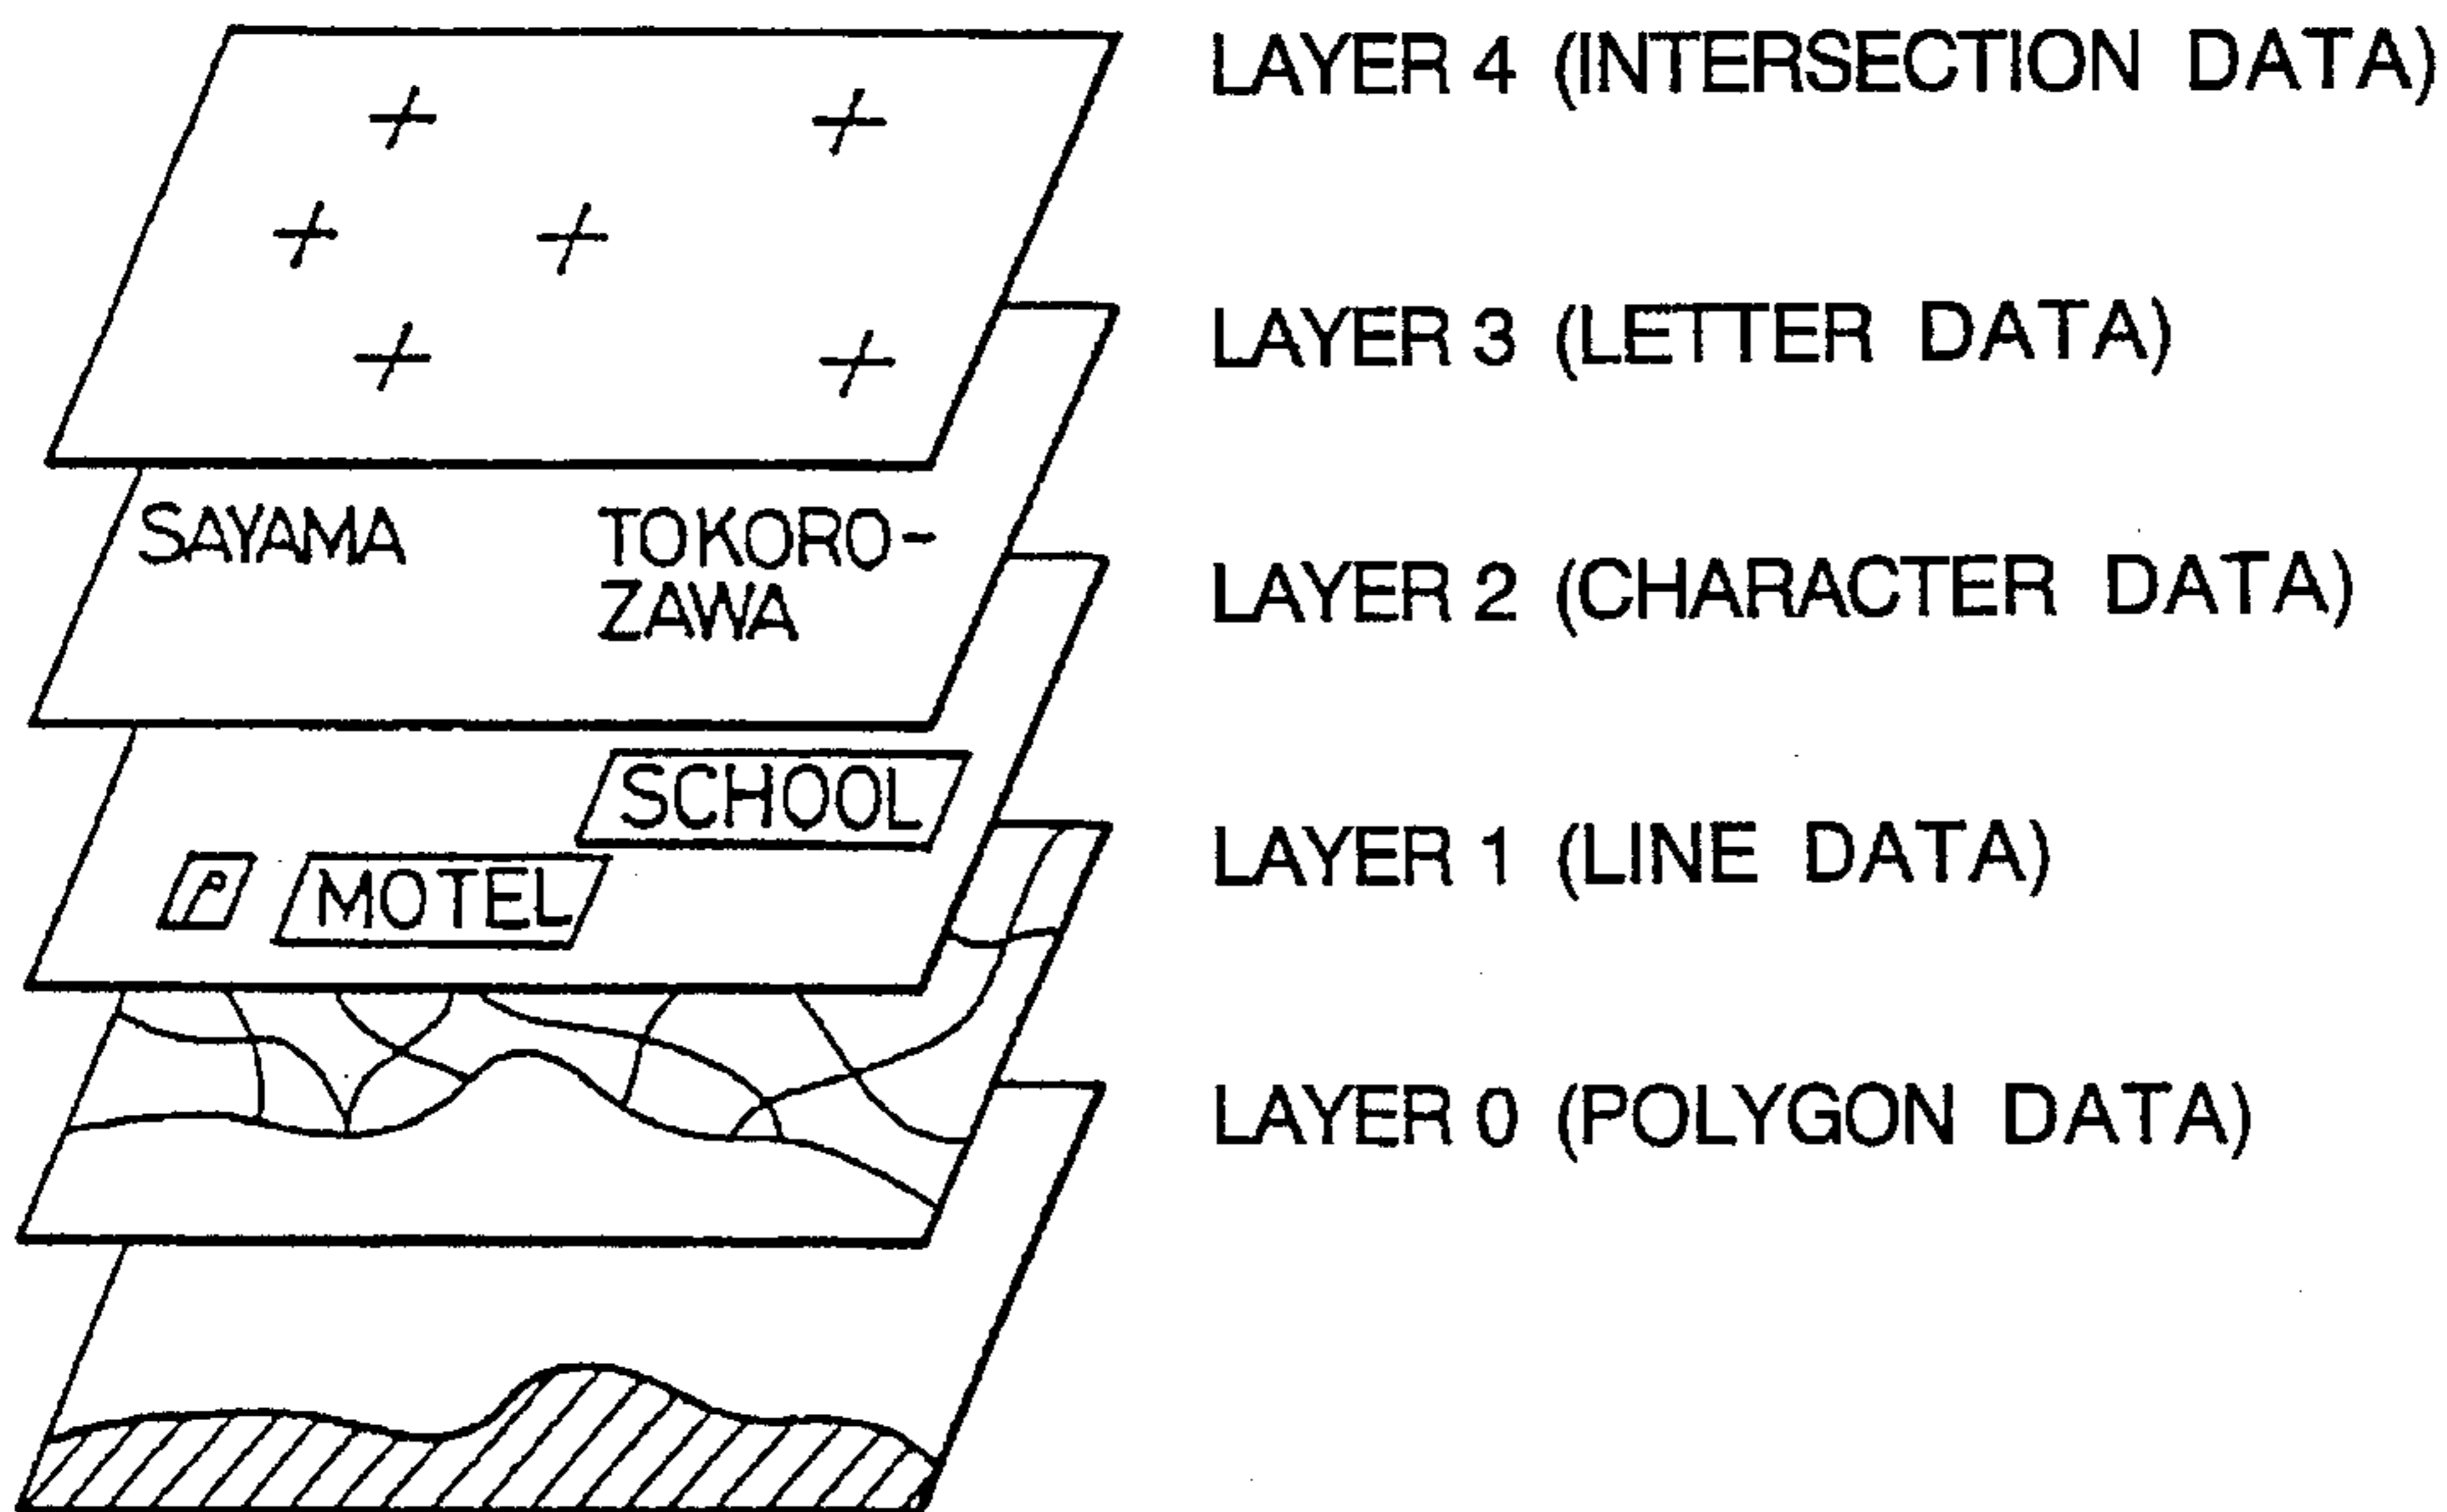 LAYER 4 (INTERSECTION DATA)
LAYER 3 (LETTER DATA)
SAYAMA
TOKORO-
ZAWA
LAYER 2 (CHARACTER DATA)
SCHOOL
P
MOTEL
LAYER 1 (LINE DATA)
LAYER 0 (POLYGON DATA)